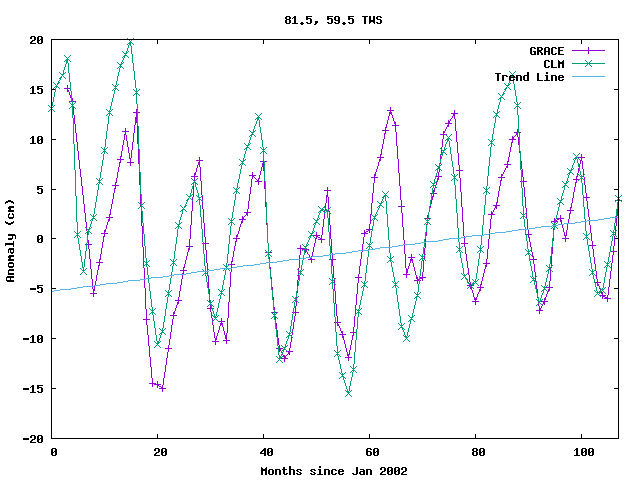 81.5, 59.5 TWS
GRACE
CLM
Trend Line
Anomaly (cm)
20
15
10
5
0
-5
-10
-15
-20
0 20 40 60 80 100
Months since Jan 2002